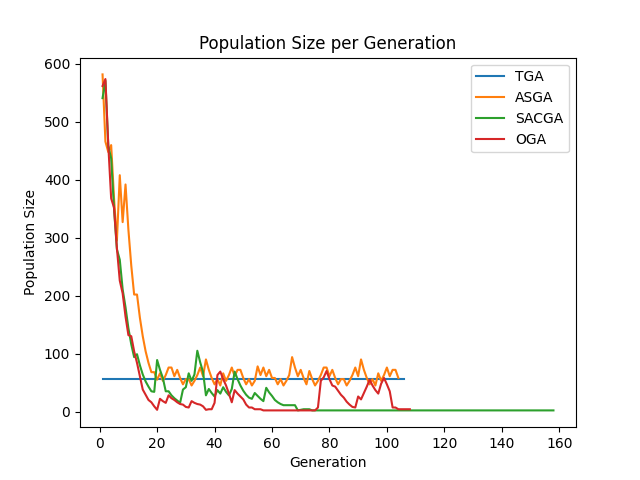 Population Size per Generation
600
500
400
300
200
100
0
Population Size
TGA
ASGA
SACGA
OGA
0 20 40 60 80 100 120 140 160
Generation